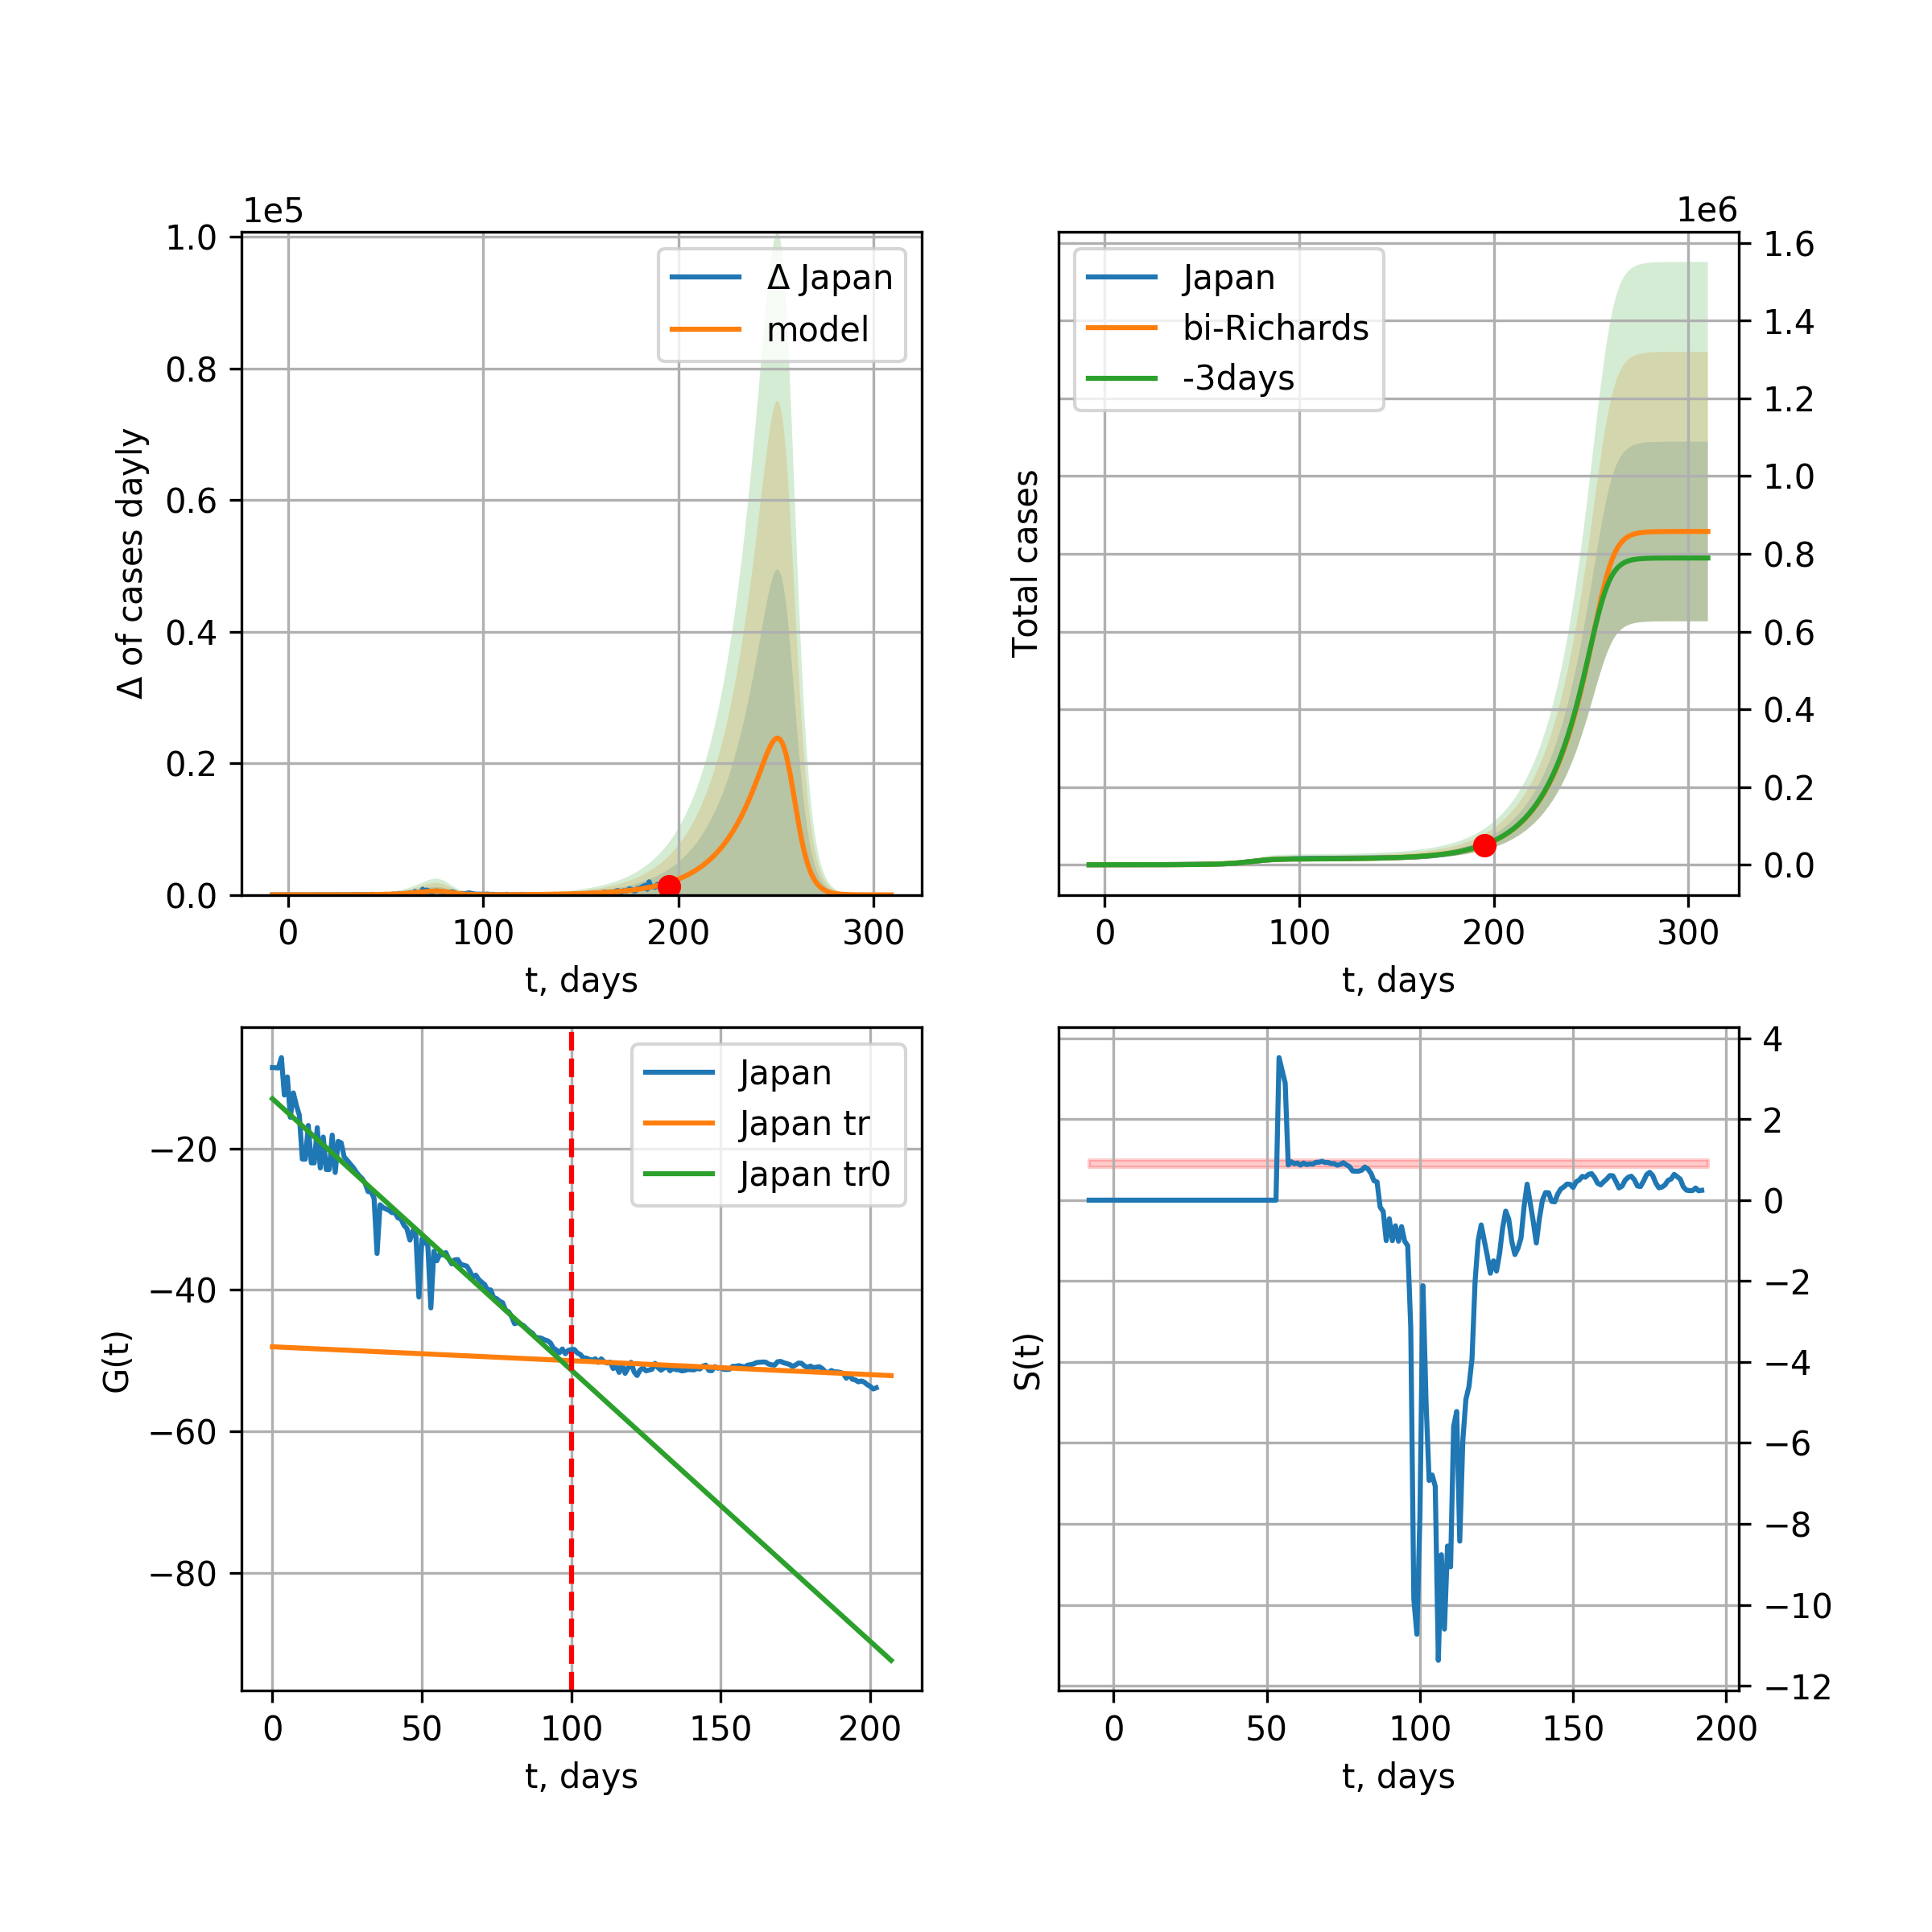 1e5
1.0
0.8
0.6
0.4
0.2
0.0
Δ of cases dayly
Δ Japan
model
0 100 200 300
t, days
1e6
1.6
1.4
1.2
1.0
0.8
0.6
0.4
0.2
0.0
Total cases
Japan
bi-Richards
-3days
0 100 200 300
t, days
−20
−40
−60
−80
G(t)
Japan
Japan tr
Japan tr0
0 50 100 150 200
t, days
4
2
0
−2
−4
−6
−8
−10
−12
S(t)
0 50 100 150 200
t, days